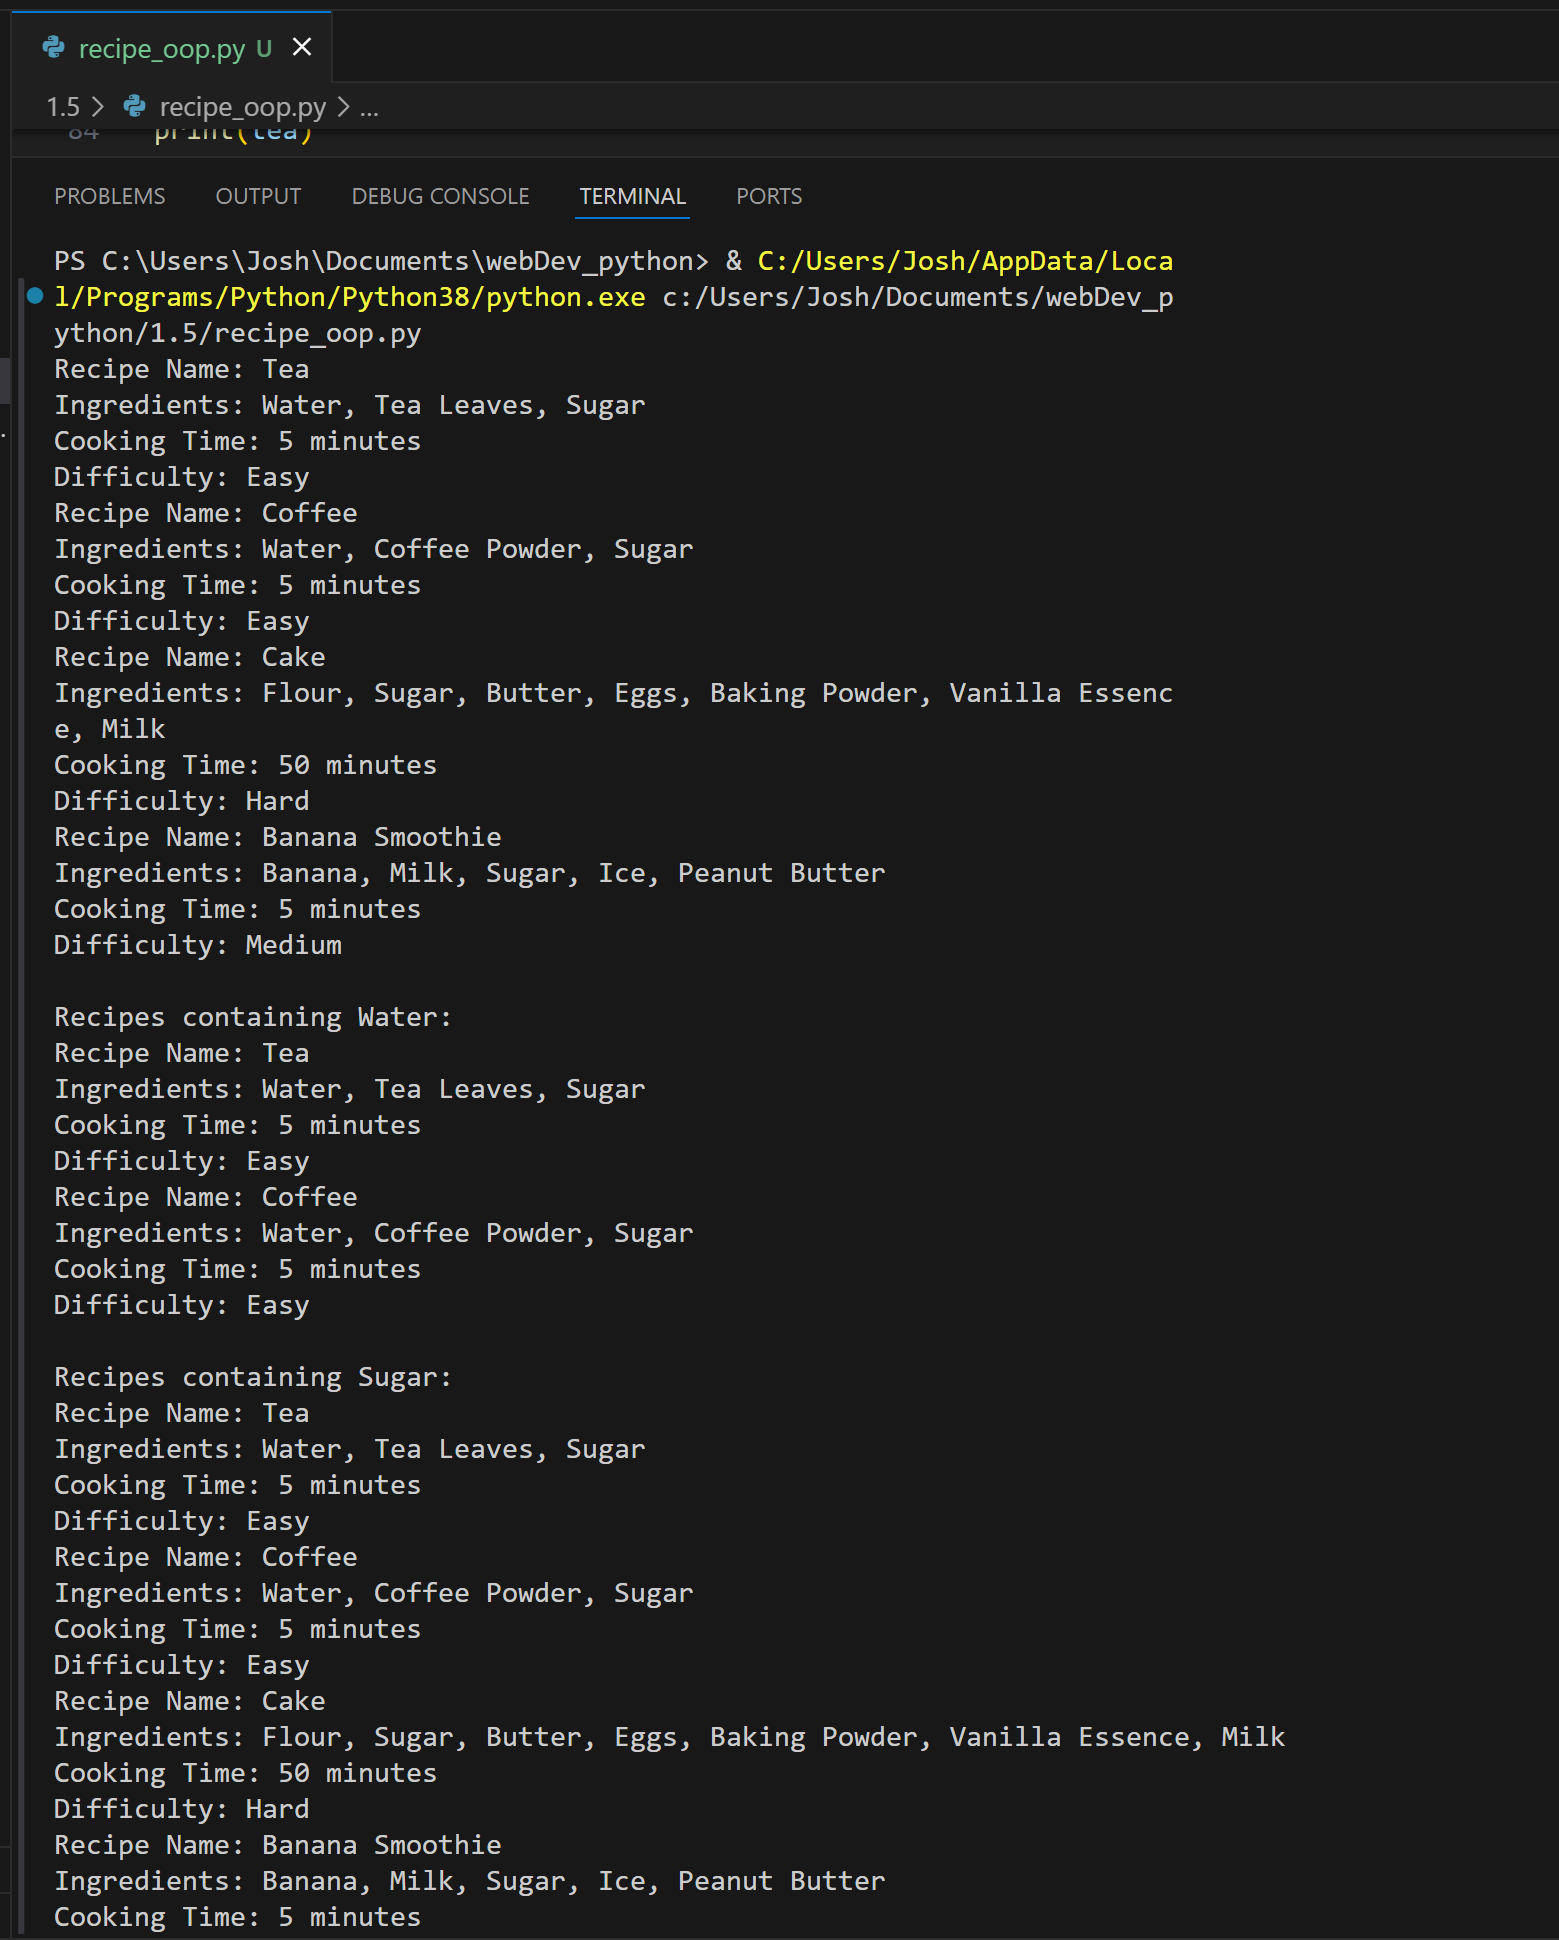 recipe_oop.py U
1.5 > recipe_oop.py > ...
84 print(tea)
PROBLEMS OUTPUT DEBUG CONSOLE TERMINAL PORTS
PS C:\Users\Josh\Documents\webDev_python> & C:/Users/Josh/AppData/Loca
l/Programs/Python/Python38/python.exe c:/Users/Josh/Documents/webDev_p
ython/1.5/recipe_oop.py
Recipe Name: Tea
Ingredients: Water, Tea Leaves, Sugar
Cooking Time: 5 minutes
Difficulty: Easy
Recipe Name: Coffee
Ingredients: Water, Coffee Powder, Sugar
Cooking Time: 5 minutes
Difficulty: Easy
Recipe Name: Cake
Ingredients: Flour, Sugar, Butter, Eggs, Baking Powder, Vanilla Essenc
e, Milk
Cooking Time: 50 minutes
Difficulty: Hard
Recipe Name: Banana Smoothie
Ingredients: Banana, Milk, Sugar, Ice, Peanut Butter
Cooking Time: 5 minutes
Difficulty: Medium
Recipes containing Water:
Recipe Name: Tea
Ingredients: Water, Tea Leaves, Sugar
Cooking Time: 5 minutes
Difficulty: Easy
Recipe Name: Coffee
Ingredients: Water, Coffee Powder, Sugar
Cooking Time: 5 minutes
Difficulty: Easy
Recipes containing Sugar:
Recipe Name: Tea
Ingredients: Water, Tea Leaves, Sugar
Cooking Time: 5 minutes
Difficulty: Easy
Recipe Name: Coffee
Ingredients: Water, Coffee Powder, Sugar
Cooking Time: 5 minutes
Difficulty: Easy
Recipe Name: Cake
Ingredients: Flour, Sugar, Butter, Eggs, Baking Powder, Vanilla Essence, Milk
Cooking Time: 50 minutes
Difficulty: Hard
Recipe Name: Banana Smoothie
Ingredients: Banana, Milk, Sugar, Ice, Peanut Butter
Cooking Time: 5 minutes